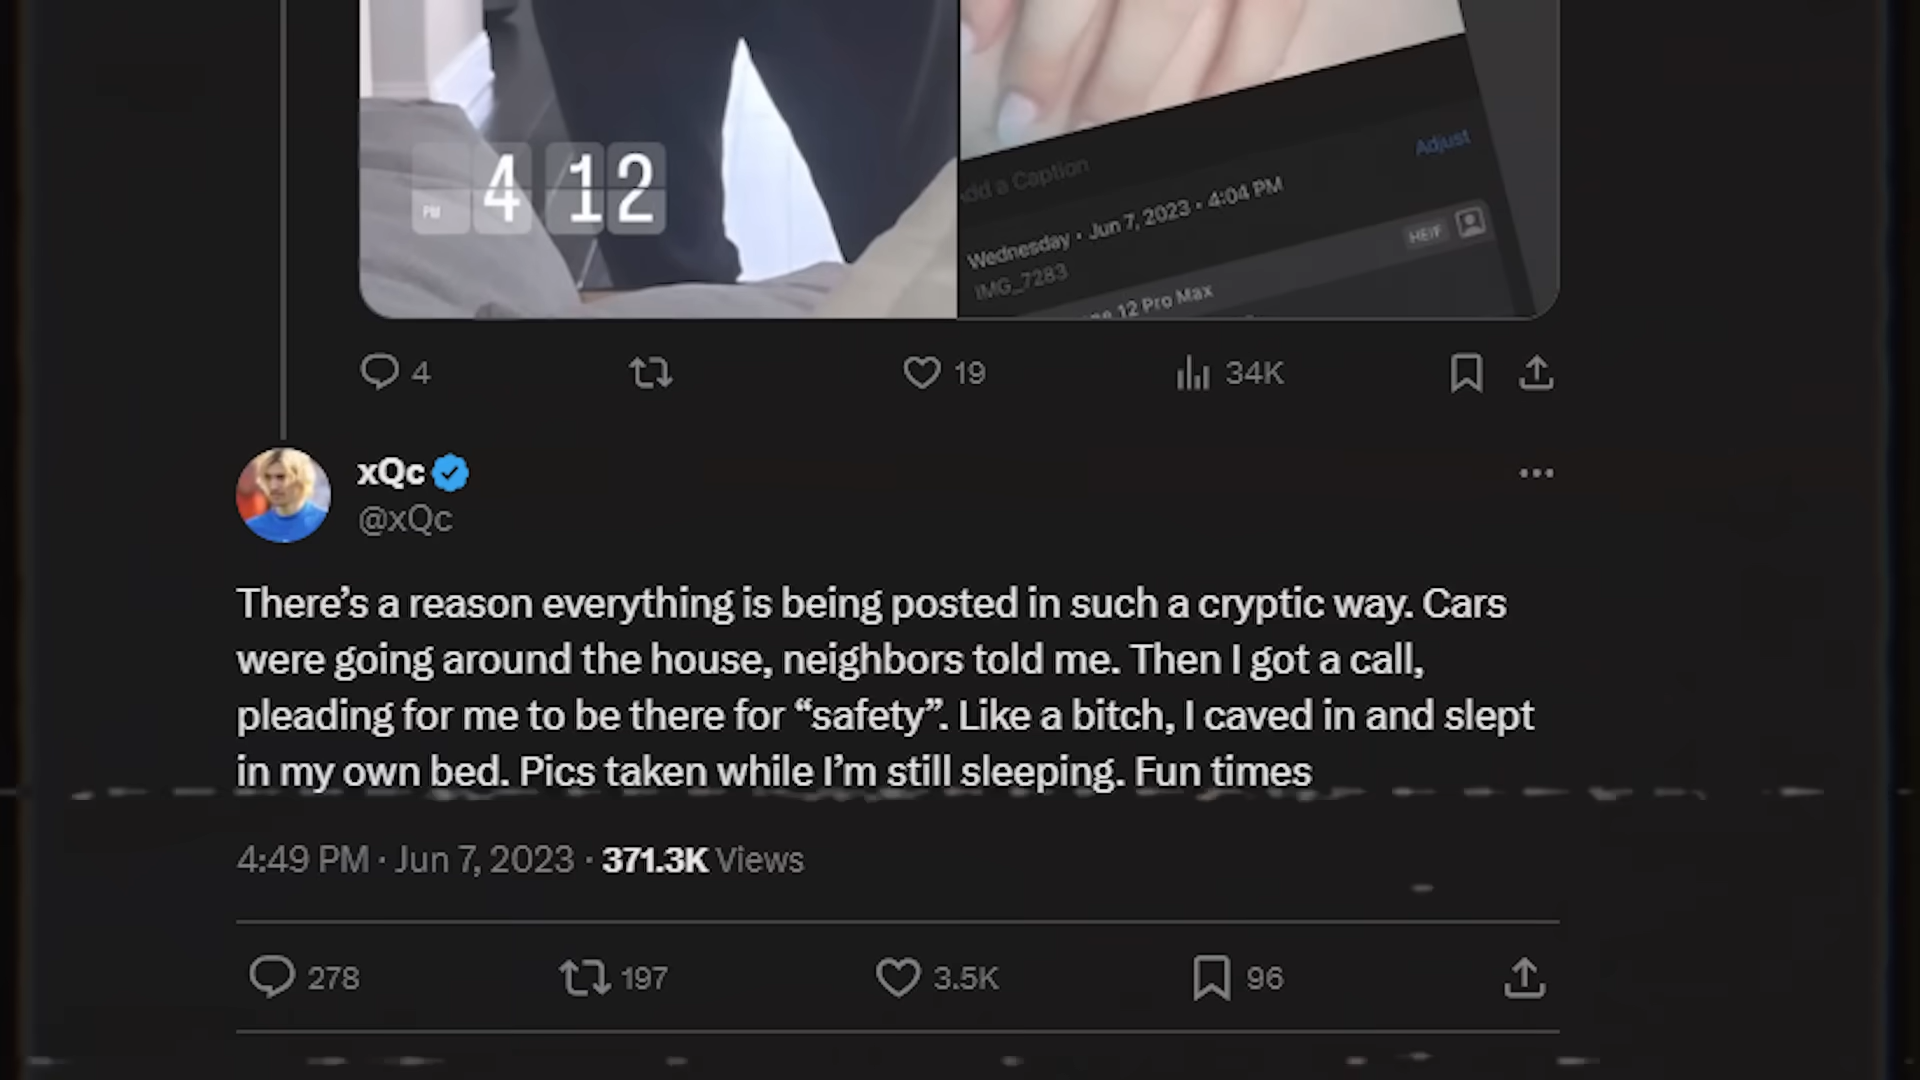 PM 4 12
Adjust
dd a Caption
Wednesday · Jun 7, 2023 · 4:04 PM
HEIF
IMG_7283
12 Pro Max
4 19 34K
xQc
@xQc
There’s a reason everything is being posted in such a cryptic way. Cars
were going around the house, neighbors told me. Then I got a call,
pleading for me to be there for “safety”. Like a bitch, I caved in and slept
in my own bed. Pics taken while I’m still sleeping. Fun times
4:49 PM · Jun 7, 2023 · 371.3K Views
278 197 3.5K 96